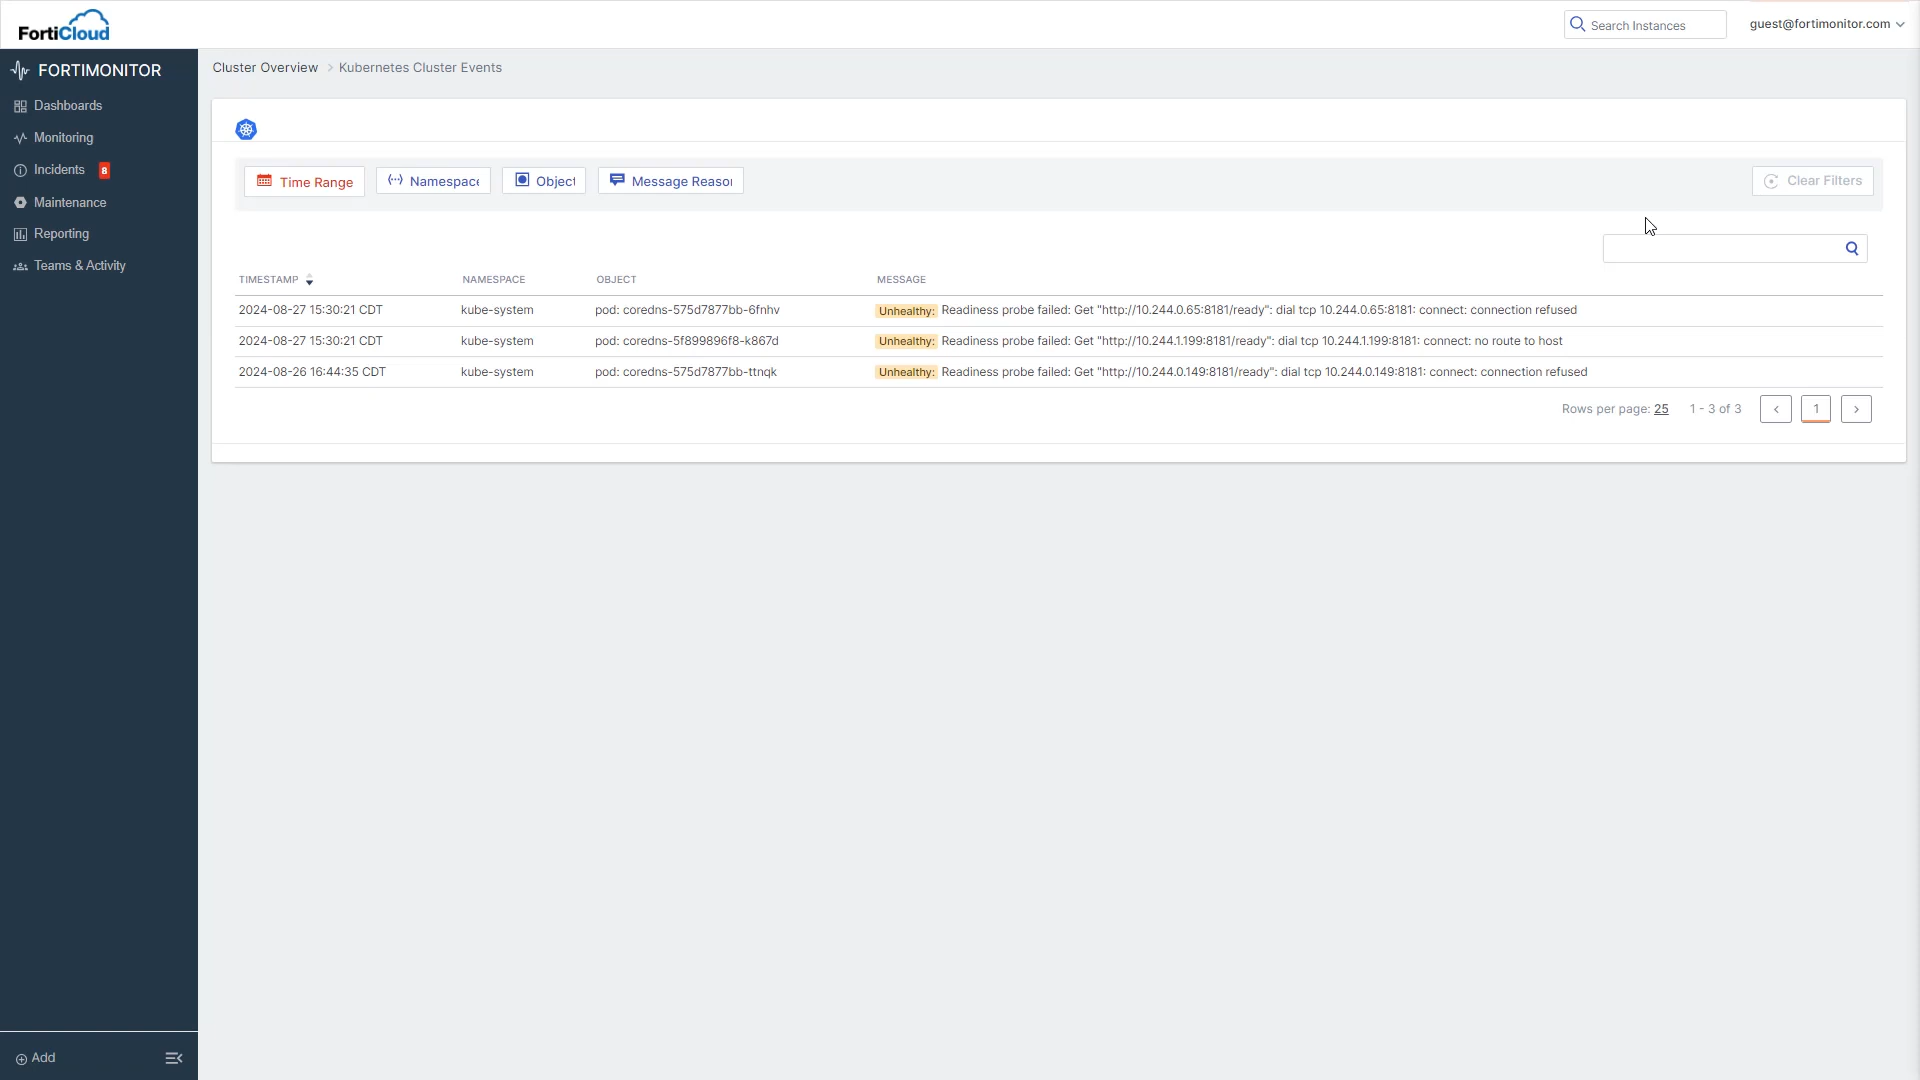 FortiCloud
Search Instances
guest@fortimonitor.com
FORTIMONITOR
Dashboards
Monitoring
Incidents 8
Maintenance
Reporting
Teams & Activity
Add
Cluster Overview > Kubernetes Cluster Events
Time Range Namespace Object Message Reason Clear Filters
TIMESTAMP NAMESPACE OBJECT MESSAGE
2024-08-27 15:30:21 CDT kube-system pod: coredns-575d7877bb-6fnhv Unhealthy: Readiness probe failed: Get "http://10.244.0.65:8181/ready": dial tcp 10.244.0.65:8181: connect: connection refused
2024-08-27 15:30:21 CDT kube-system pod: coredns-5f899896f8-k867d Unhealthy: Readiness probe failed: Get "http://10.244.1.199:8181/ready": dial tcp 10.244.1.199:8181: connect: no route to host
2024-08-26 16:44:35 CDT kube-system pod: coredns-575d7877bb-ttnqk Unhealthy: Readiness probe failed: Get "http://10.244.0.149:8181/ready": dial tcp 10.244.0.149:8181: connect: connection refused
Rows per page: 25 1 - 3 of 3 < 1 >